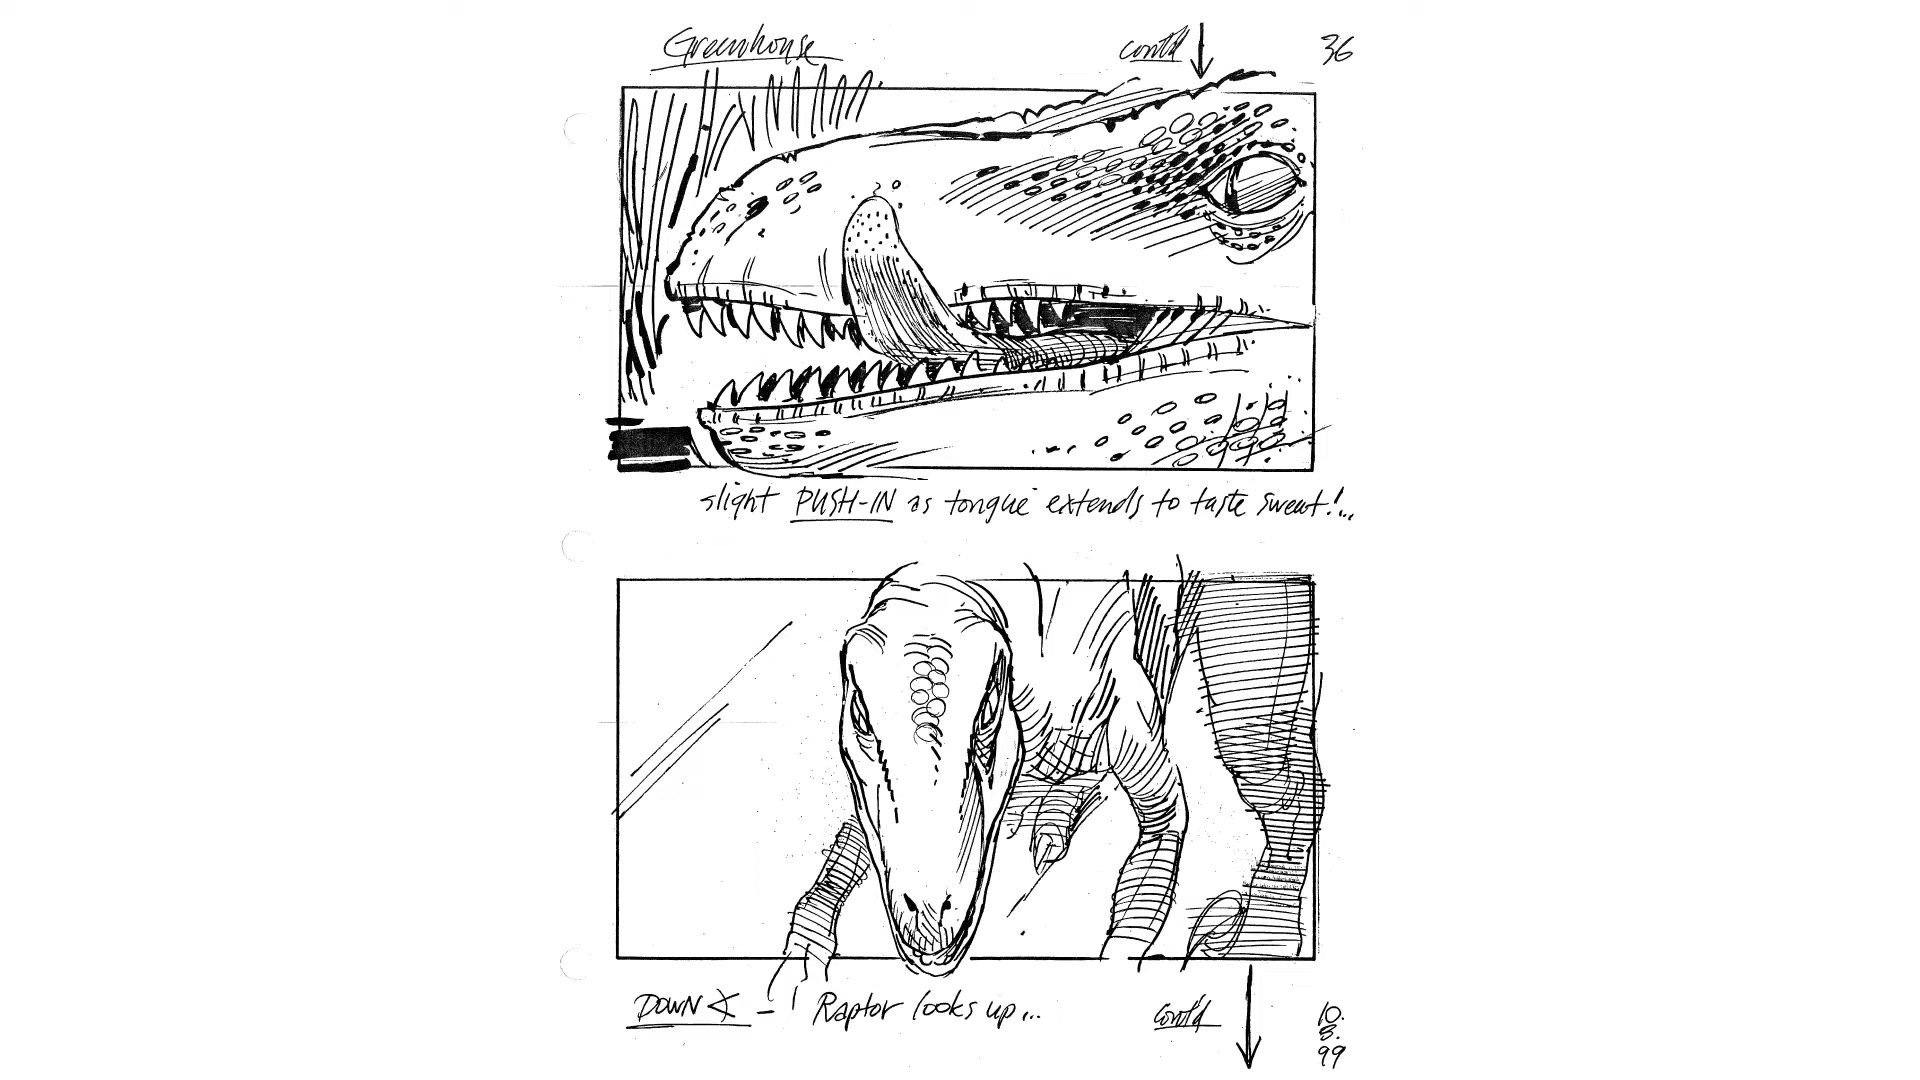 Greenhouse
cont'd
36
slight PUSH-IN as tongue extends to taste sweat!...
DOWN ∢ – Raptor looks up...
cont'd
10.
8.
99